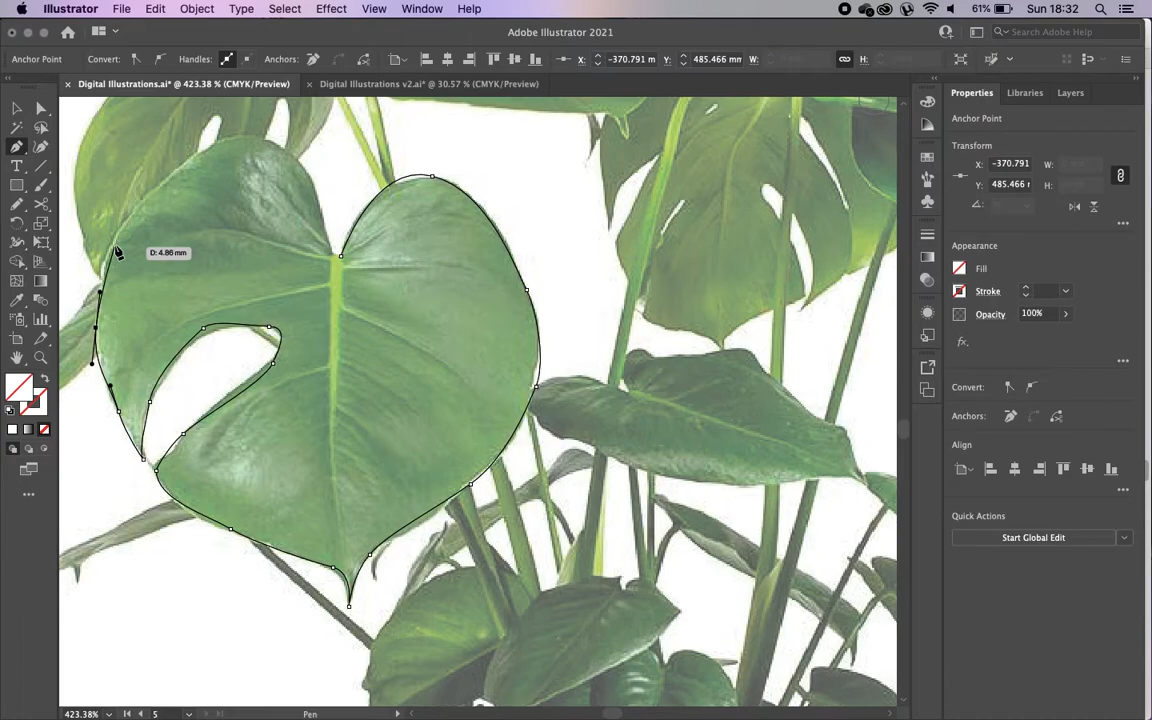 Illustrator File Edit Object Type Select Effect View Window Help 61% Sun 18:32
Adobe Illustrator 2021 Search Adobe Help
Anchor Point Convert: Handles: Anchors: X: -370.791 m Y: 485.466 mm W: H:
Digital Illustrations.ai* @ 423.38 % (CMYK/Preview) Digital Illustrations v2.ai* @ 30.57 % (CMYK/Preview)
Properties Libraries Layers
Anchor Point
Transform
X: -370.791 W:
Y: 485.466 r H:
D: 4.86 mm
Appearance
Fill
Stroke
Opacity 100%
fx.
Convert:
Anchors:
Align
Quick Actions
Start Global Edit
423.38% 5 Pen